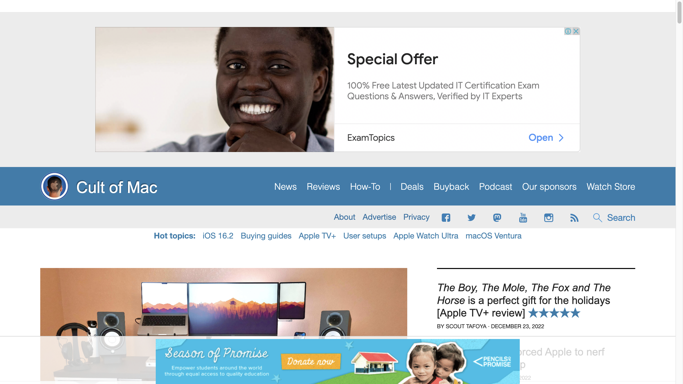 Special Offer
100% Free Latest Updated IT Certification Exam
Questions & Answers, Verified by IT Experts
ExamTopics
Open
Cult of Mac
News Reviews How-To | Deals Buyback Podcast Our sponsors Watch Store
About Advertise Privacy
Search
Hot topics: iOS 16.2 Buying guides Apple TV+ User setups Apple Watch Ultra macOS Ventura
The Boy, The Mole, The Fox and The
Horse is a perfect gift for the holidays
[Apple TV+ review] ★★★★★
BY SCOUT TAFOYA · DECEMBER 23, 2022
orced Apple to nerf
Season of Promise
Empower students around the world
through equal access to quality education
Donate now
PENCILS OF
PROMISE